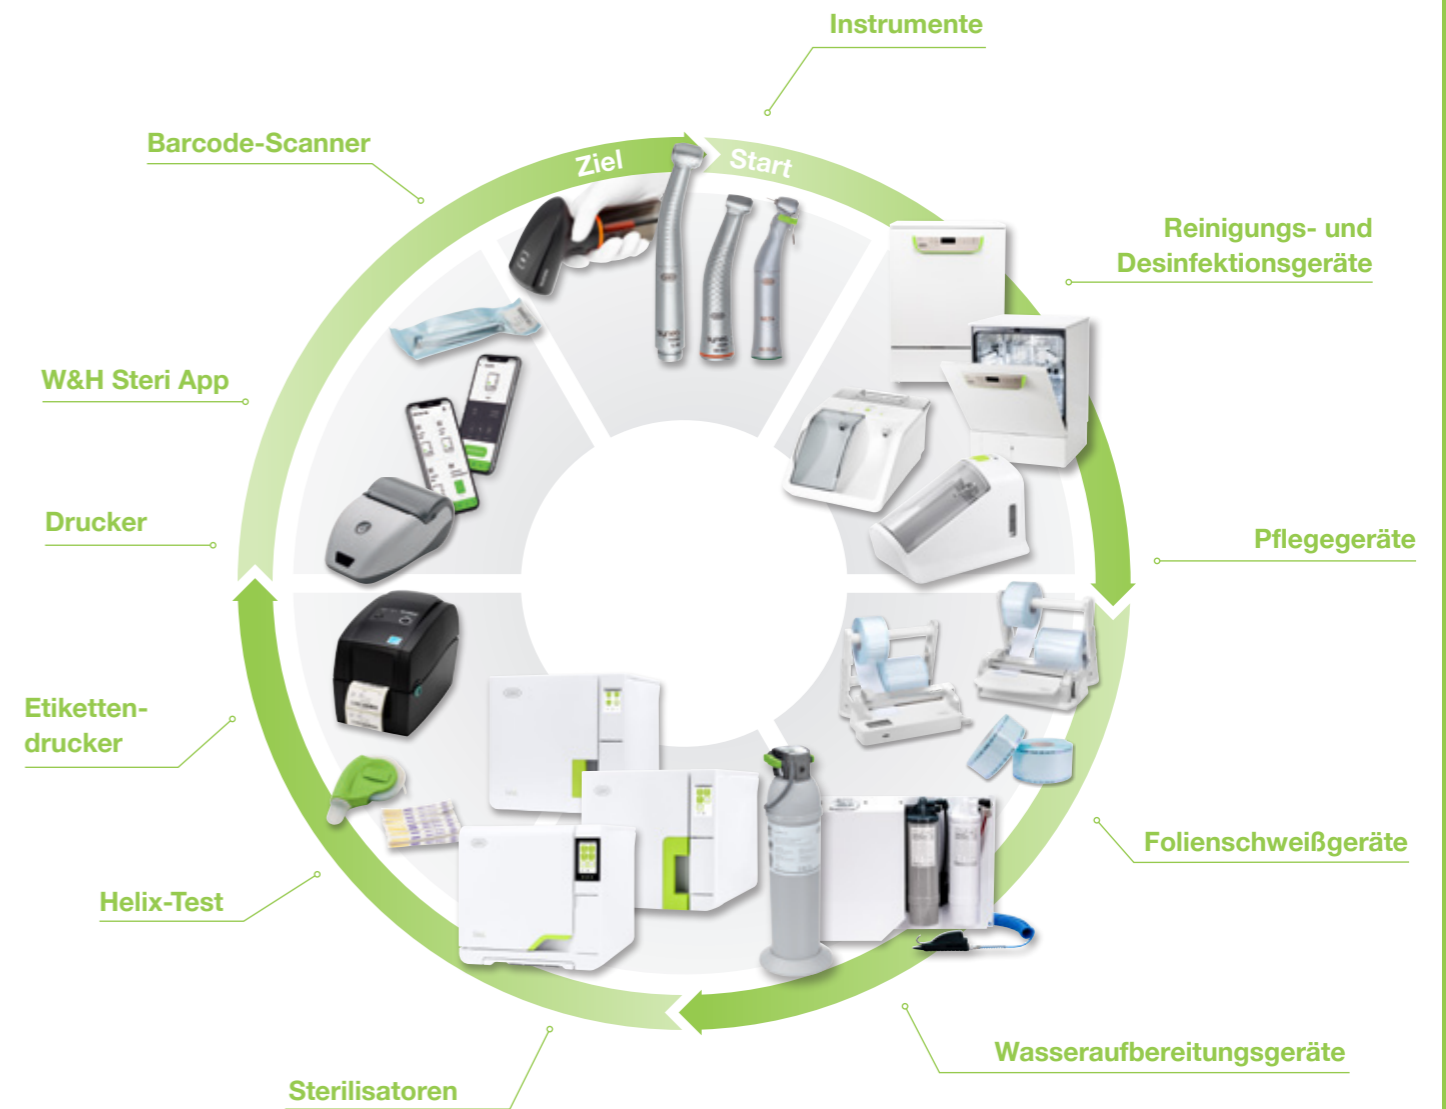 Instrumente
Barcode-Scanner
Ziel
Start
Reinigungs- und
Desinfektionsgeräte
W&H Steri App
Drucker
Pflegegeräte
Etiketten-
drucker
Folienschweißgeräte
Helix-Test
Wasseraufbereitungsgeräte
Sterilisatoren